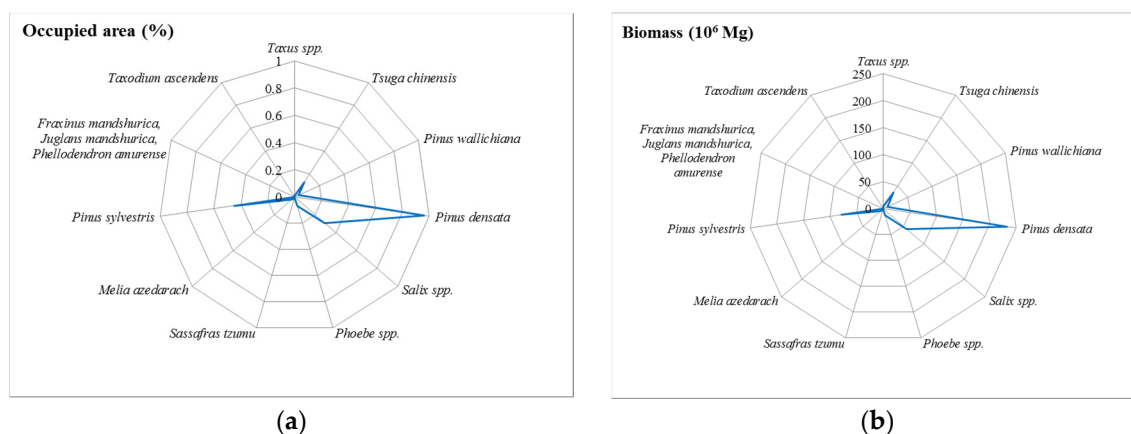 Occupied area (%)
Taxus spp.
1
Taxodium ascendens
Tsuga chinensis
0.8
0.6
Fraxinus mandshurica,
Juglans mandshurica,
Phellodendron amurense
0.4
Pinus wallichiana
0.2
0
Pinus sylvestris
Pinus densata
Melia azedarach
Salix spp.
Sassafras tzumu
Phoebe spp.
(a)
Biomass (10⁶ Mg)
Taxus spp.
250
Taxodium ascendens
Tsuga chinensis
200
150
Fraxinus mandshurica,
Juglans mandshurica,
Phellodendron
amurense
100
Pinus wallichiana
50
0
Pinus sylvestris
Pinus densata
Melia azedarach
Salix spp.
Sassafras tzumu
Phoebe spp.
(b)